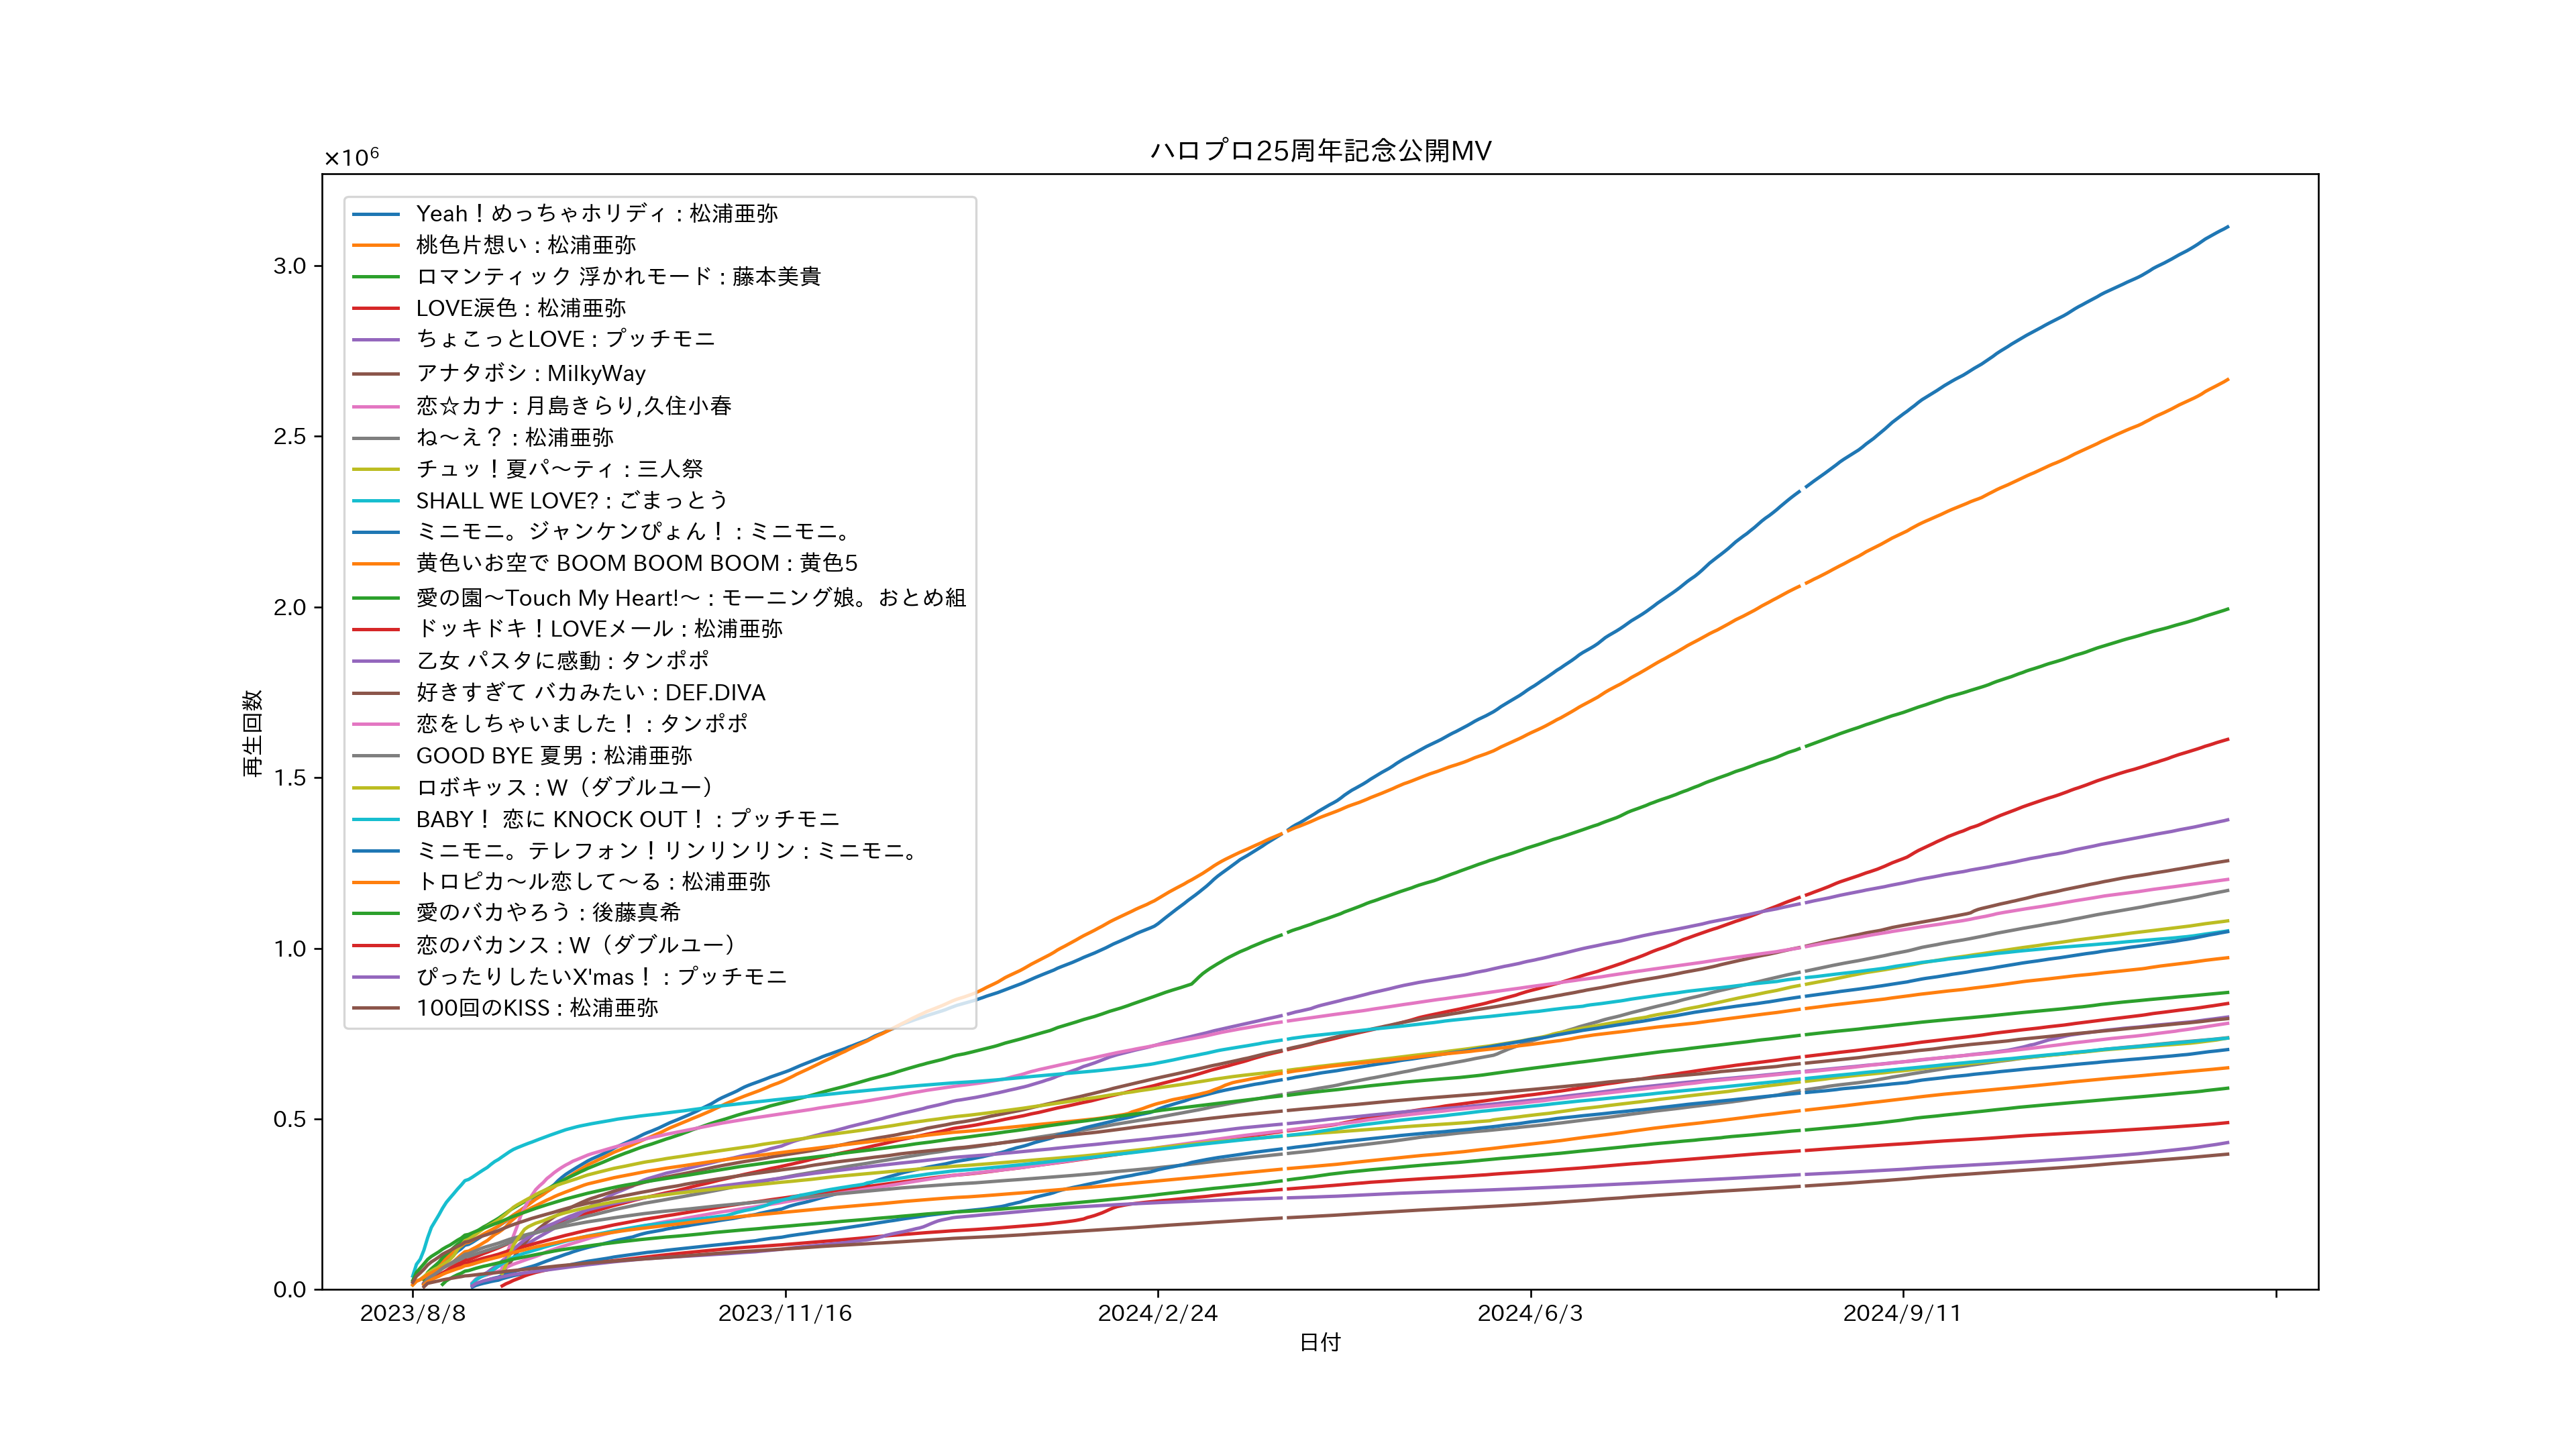 ハロプロ25周年記念公開MV
×10⁶
3.0
2.5
2.0
1.5
1.0
0.5
0.0
再生回数
Yeah！めっちゃホリディ : 松浦亜弥
桃色片想い : 松浦亜弥
ロマンティック 浮かれモード : 藤本美貴
LOVE涙色 : 松浦亜弥
ちょこっとLOVE : プッチモニ
アナタボシ : MilkyWay
恋☆カナ : 月島きらり,久住小春
ね～え？ : 松浦亜弥
チュッ！夏パ～ティ : 三人祭
SHALL WE LOVE? : ごまっとう
ミニモニ。ジャンケンぴょん！ : ミニモニ。
黄色いお空で BOOM BOOM BOOM : 黄色5
愛の園～Touch My Heart!～ : モーニング娘。おとめ組
ドッキドキ！LOVEメール : 松浦亜弥
乙女 パスタに感動 : タンポポ
好きすぎて バカみたい : DEF.DIVA
恋をしちゃいました！ : タンポポ
GOOD BYE 夏男 : 松浦亜弥
ロボキッス : W（ダブルユー）
BABY！ 恋に KNOCK OUT！ : プッチモニ
ミニモニ。テレフォン！リンリンリン : ミニモニ。
トロピカ～ル恋して～る : 松浦亜弥
愛のバカやろう : 後藤真希
恋のバカンス : W（ダブルユー）
ぴったりしたいX'mas！ : プッチモニ
100回のKISS : 松浦亜弥
2023/8/8
2023/11/16
2024/2/24
2024/6/3
2024/9/11
日付